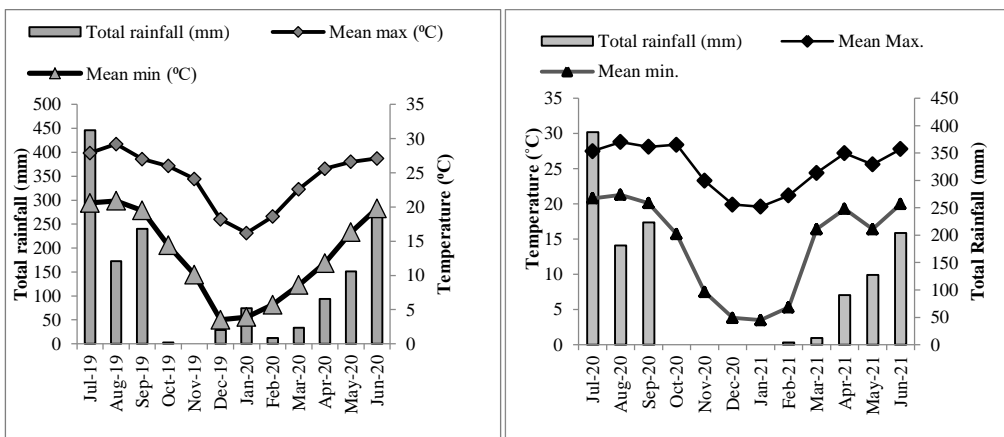 Total rainfall (mm)
Mean max (⁰C)
Mean min (⁰C)
500
450
400
350
300
250
200
150
100
50
0
Total rainfall (mm)
35
30
25
20
15
10
5
0
Temperature (⁰C)
Jul-19
Aug-19
Sep-19
Oct-19
Nov-19
Dec-19
Jan-20
Feb-20
Mar-20
Apr-20
May-20
Jun-20
Total rainfall (mm)
Mean Max.
Mean min.
35
30
25
20
15
10
5
0
Temperature (˚C)
450
400
350
300
250
200
150
100
50
0
Total Rainfall (mm)
Jul-20
Aug-20
Sep-20
Oct-20
Nov-20
Dec-20
Jan-21
Feb-21
Mar-21
Apr-21
May-21
Jun-21